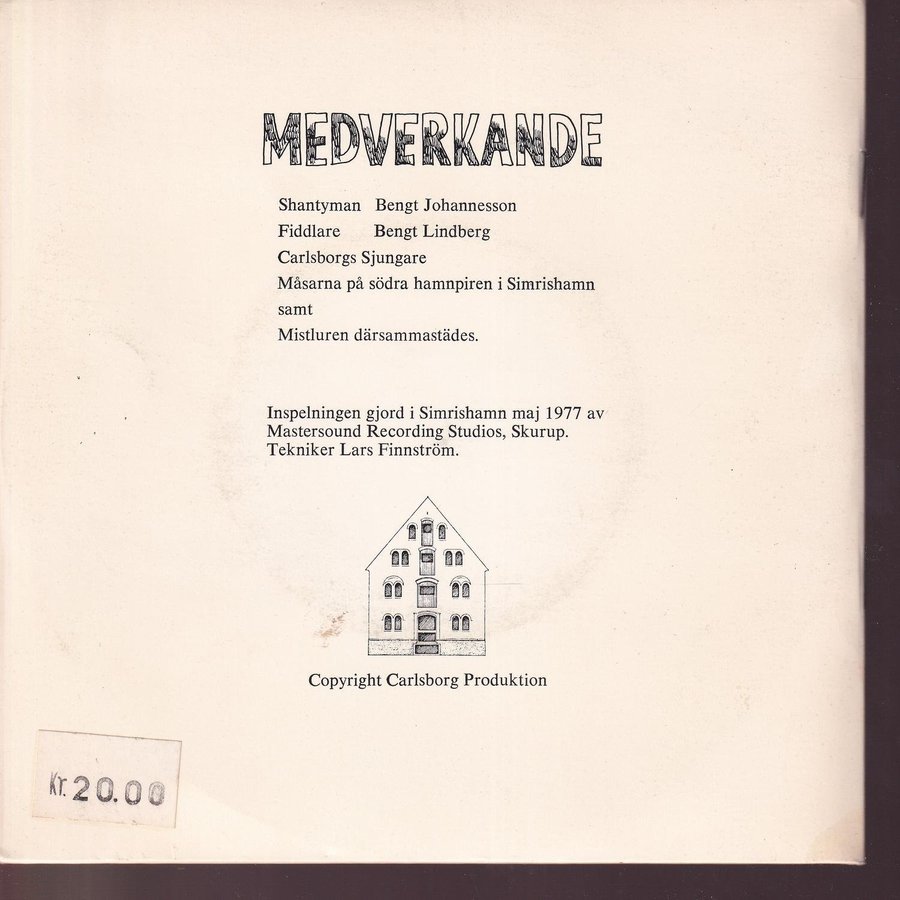 MEDVERKANDE
Shantyman Bengt Johannesson
Fiddlare Bengt Lindberg
Carlsborgs Sjungare
Måsarna på södra hamnpiren i Simrishamn
samt
Mistluren därsammastädes.
Inspelningen gjord i Simrishamn maj 1977 av
Mastersound Recording Studios, Skurup.
Tekniker Lars Finnström.
Copyright Carlsborg Produktion
Kr. 20.00